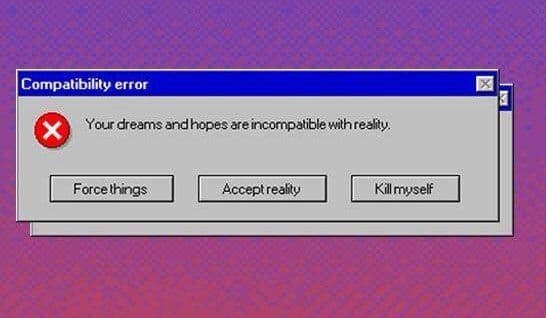 Compatibility error
Your dreams and hopes are incompatible with reality.
Force things
Accept reality
Kill myself